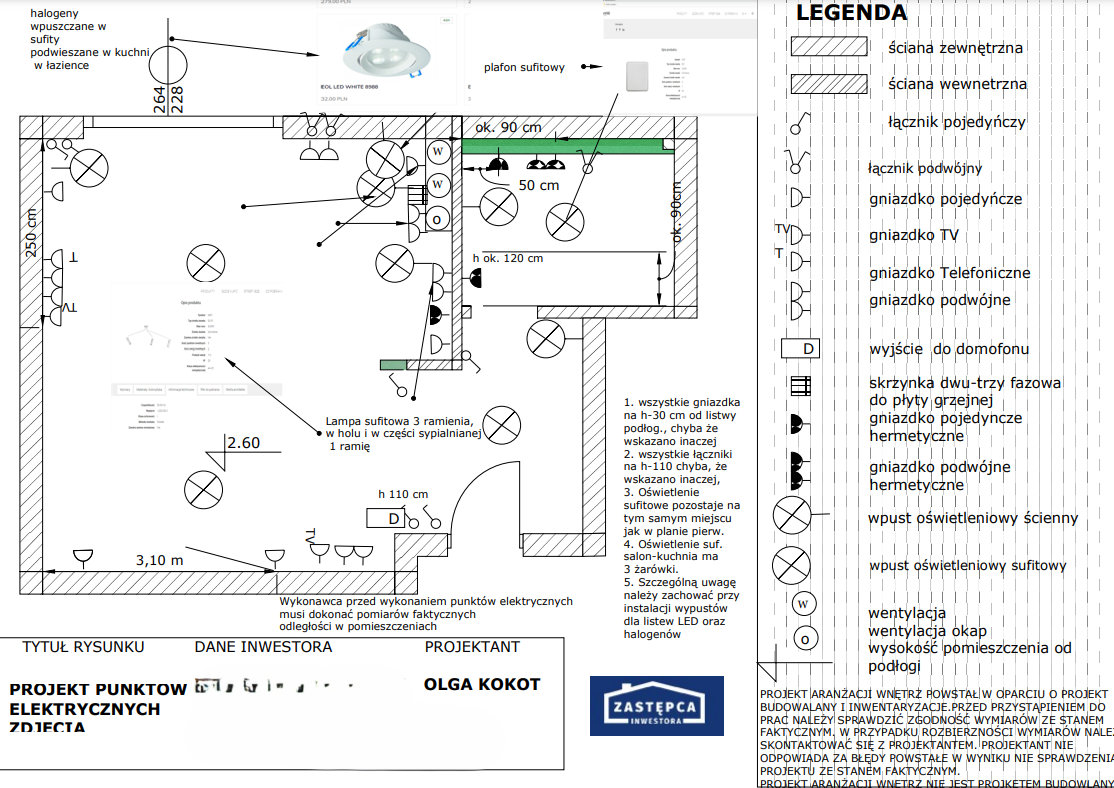 halogeny
wpuszczane w
sufity
podwieszane w kuchni
w łazience
264
228
279.00 PLN
EOL LED WHITE 8986
32.00 PLN
plafon sufitowy
ok. 90 cm
50 cm
ok. 90cm
h ok. 120 cm
250 cm
W
W
O
T
TV
Lampa sufitowa 3 ramienia,
w holu i w części sypialnianej
1 ramię
2.60
h 110 cm
D
TV
3,10 m
Wykonawca przed wykonaniem punktów elektrycznych
musi dokonać pomiarów faktycznych
odległości w pomieszczeniach
1. wszystkie gniazdka
na h-30 cm od listwy
podłog., chyba że
wskazano inaczej
2. wszystkie łączniki
na h-110 chyba, że
wskazano inaczej,
3. Oświetlenie
sufitowe pozostaje na
tym samym miejscu
jak w planie pierw.
4. Oświetlenie suf.
salon-kuchnia ma
3 żarówki.
5. Szczególną uwagę
należy zachować przy
instalacji wypustów
dla listew LED oraz
halogenów
LEGENDA
ściana zewnętrzna
ściana wewnętrzna
łącznik pojedyńczy
łącznik podwójny
gniazdko pojedyńcze
TV
gniazdko TV
T
gniazdko Telefoniczne
gniazdko podwójne
D
wyjście do domofonu
skrzynka dwu-trzy fazowa
do płyty grzejnej
gniazdko pojedyncze
hermetyczne
gniazdko podwójne
hermetyczne
wpust oświetleniowy ścienny
wpust oświetleniowy sufitowy
W
wentylacja
O
wentylacja okap
wysokość pomieszczenia od
podłogi
PROJEKT ARANŻACJI WNĘTRZ POWSTAŁ W OPARCIU O PROJEKT
BUDOWALANY I INWENTARYZACJE.PRZED PRZYSTĄPIENIEM DO
PRAC NALEŻY SPRAWDZIĆ ZGODNOŚĆ WYMIARÓW ZE STANEM
FAKTYCZNYM. W PRZYPADKU ROZBIERZNOŚCI WYMIARÓW NALEŻ
SKONTAKTOWAĆ SIĘ Z PROJEKTANTEM. PROJEKTANT NIE
ODPOWIADA ZA BŁĘDY POWSTAŁE W WYNIKU NIE SPRAWDZENIA
PROJEKTU ZE STANEM FAKTYCZNYM.
PROJEKT ARANŻACJI WNĘTRZ NIE JEST PROJKETEM BUDOWLANY
TYTUŁ RYSUNKU
DANE INWESTORA
PROJEKTANT
PROJEKT PUNKTOW
ELEKTRYCZNYCH
ZDJĘCIA
OLGA KOKOT
ZASTĘPCA
INWESTORA